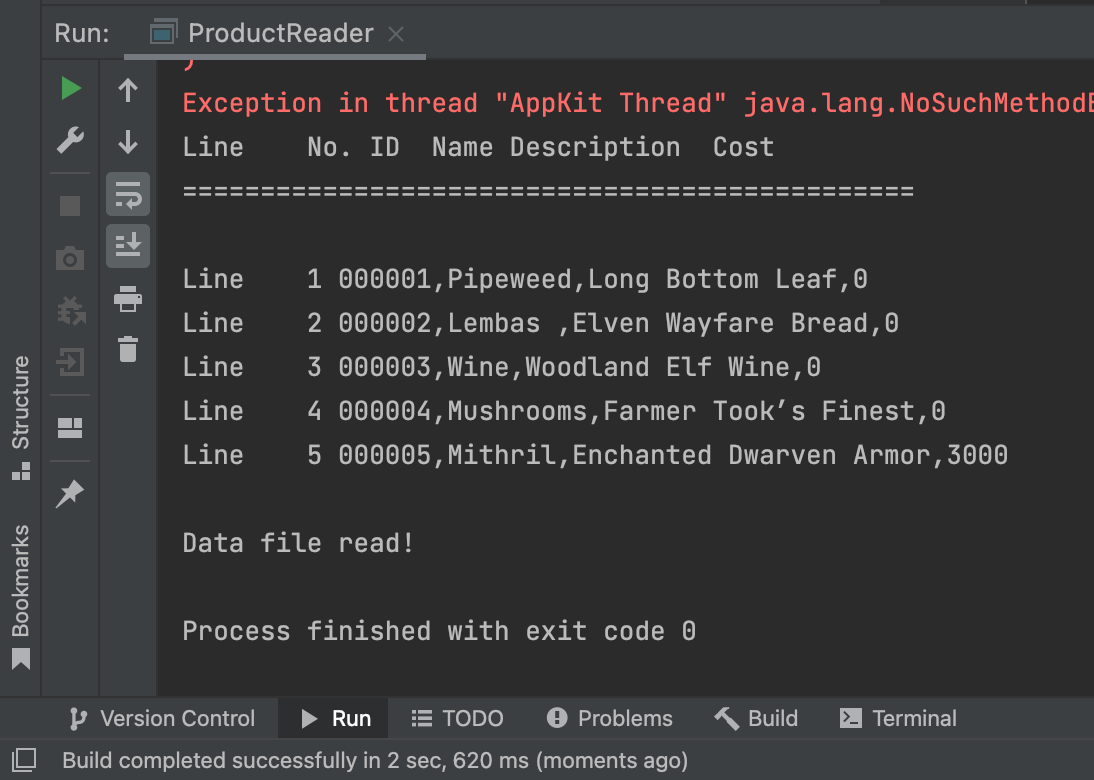 Run: ProductReader
Exception in thread "AppKit Thread" java.lang.NoSuchMethodE
Line    No. ID  Name Description  Cost
===============================================
Line    1 000001,Pipeweed,Long Bottom Leaf,0
Line    2 000002,Lembas ,Elven Wayfare Bread,0
Line    3 000003,Wine,Woodland Elf Wine,0
Line    4 000004,Mushrooms,Farmer Took’s Finest,0
Line    5 000005,Mithril,Enchanted Dwarven Armor,3000
Data file read!
Process finished with exit code 0
Structure
Bookmarks
Version Control Run TODO Problems Build Terminal
Build completed successfully in 2 sec, 620 ms (moments ago)